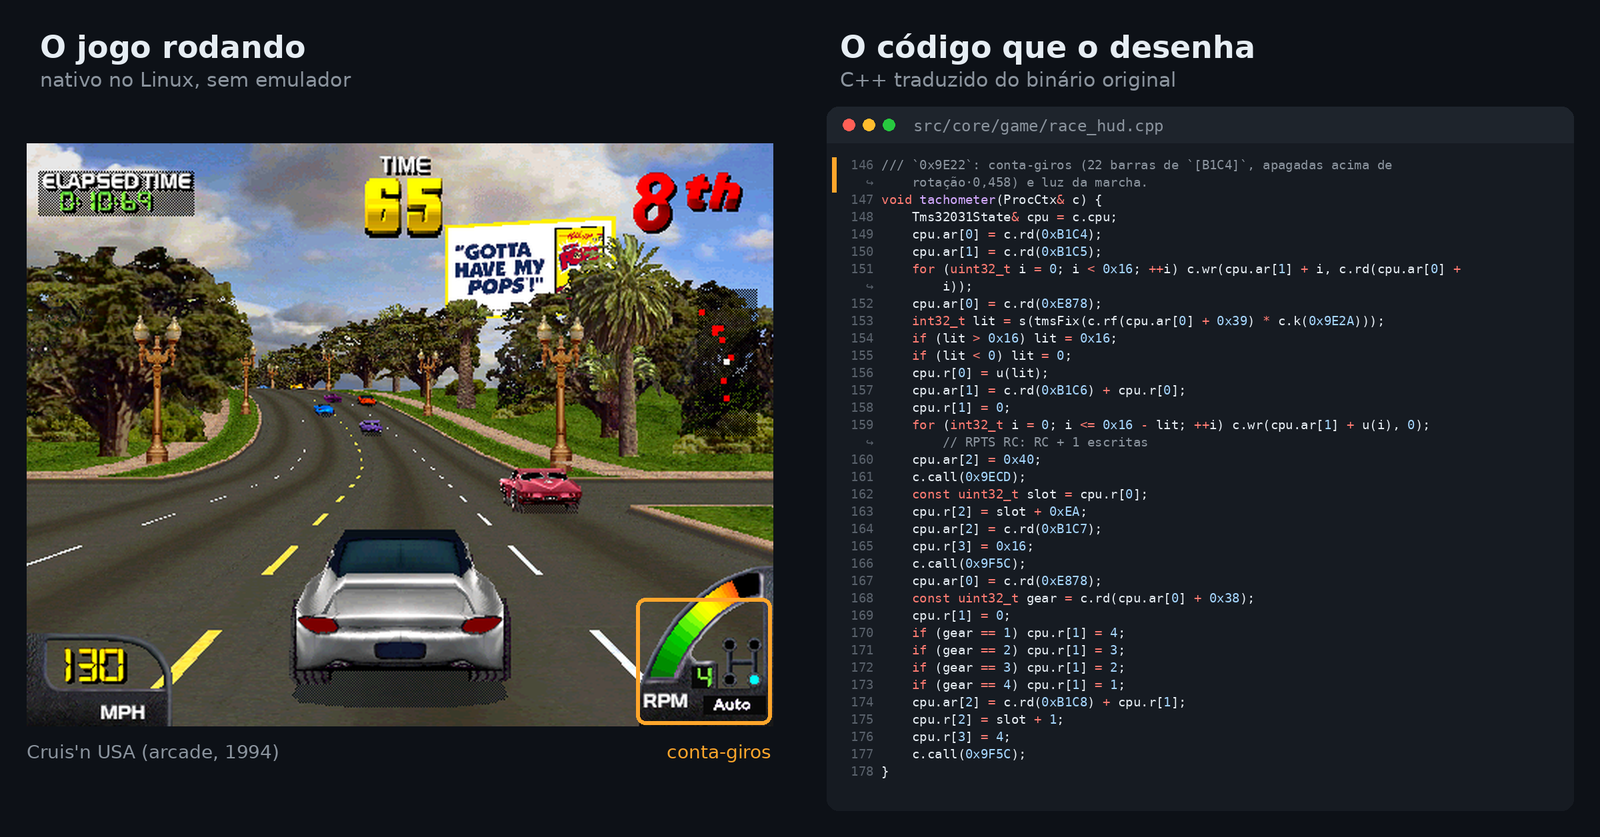 O jogo rodando
nativo no Linux, sem emulador
ELAPSED TIME
0:10:69
TIME
65
8th
"GOTTA
HAVE MY
POPS!"
130
MPH
4
RPM
Auto
Cruis'n USA (arcade, 1994)
conta-giros
O código que o desenha
C++ traduzido do binário original
src/core/game/race_hud.cpp
146 /// `0x9E22`: conta-giros (22 barras de `[B1C4]`, apagadas acima de
↪ rotação·0,458) e luz da marcha.
147 void tachometer(ProcCtx& c) {
148 Tms32031State& cpu = c.cpu;
149 cpu.ar[0] = c.rd(0xB1C4);
150 cpu.ar[1] = c.rd(0xB1C5);
151 for (uint32_t i = 0; i < 0x16; ++i) c.wr(cpu.ar[1] + i, c.rd(cpu.ar[0] +
↪ i));
152 cpu.ar[0] = c.rd(0xE878);
153 int32_t lit = s(tmsFix(c.rf(cpu.ar[0] + 0x39) * c.k(0x9E2A)));
154 if (lit > 0x16) lit = 0x16;
155 if (lit < 0) lit = 0;
156 cpu.r[0] = u(lit);
157 cpu.ar[1] = c.rd(0xB1C6) + cpu.r[0];
158 cpu.r[1] = 0;
159 for (int32_t i = 0; i <= 0x16 - lit; ++i) c.wr(cpu.ar[1] + u(i), 0);
↪ // RPTS RC: RC + 1 escritas
160 cpu.ar[2] = 0x40;
161 c.call(0x9ECD);
162 const uint32_t slot = cpu.r[0];
163 cpu.r[2] = slot + 0xEA;
164 cpu.ar[2] = c.rd(0xB1C7);
165 cpu.r[3] = 0x16;
166 c.call(0x9F5C);
167 cpu.ar[0] = c.rd(0xE878);
168 const uint32_t gear = c.rd(cpu.ar[0] + 0x38);
169 cpu.r[1] = 0;
170 if (gear == 1) cpu.r[1] = 4;
171 if (gear == 2) cpu.r[1] = 3;
172 if (gear == 3) cpu.r[1] = 2;
173 if (gear == 4) cpu.r[1] = 1;
174 cpu.ar[2] = c.rd(0xB1C8) + cpu.r[1];
175 cpu.r[2] = slot + 1;
176 cpu.r[3] = 4;
177 c.call(0x9F5C);
178 }